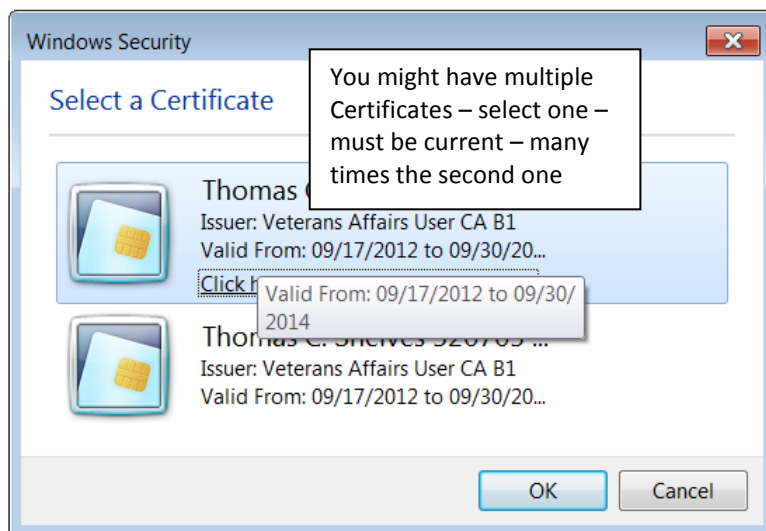 Windows Security
Select a Certificate
You might have multiple
Certificates – select one –
must be current – many
times the second one
Thomas
Issuer: Veterans Affairs User CA B1
Valid From: 09/17/2012 to 09/30/20...
Click
Valid From: 09/17/2012 to 09/30/
2014
Thomas C. Shelves
Issuer: Veterans Affairs User CA B1
Valid From: 09/17/2012 to 09/30/20...
OK
Cancel